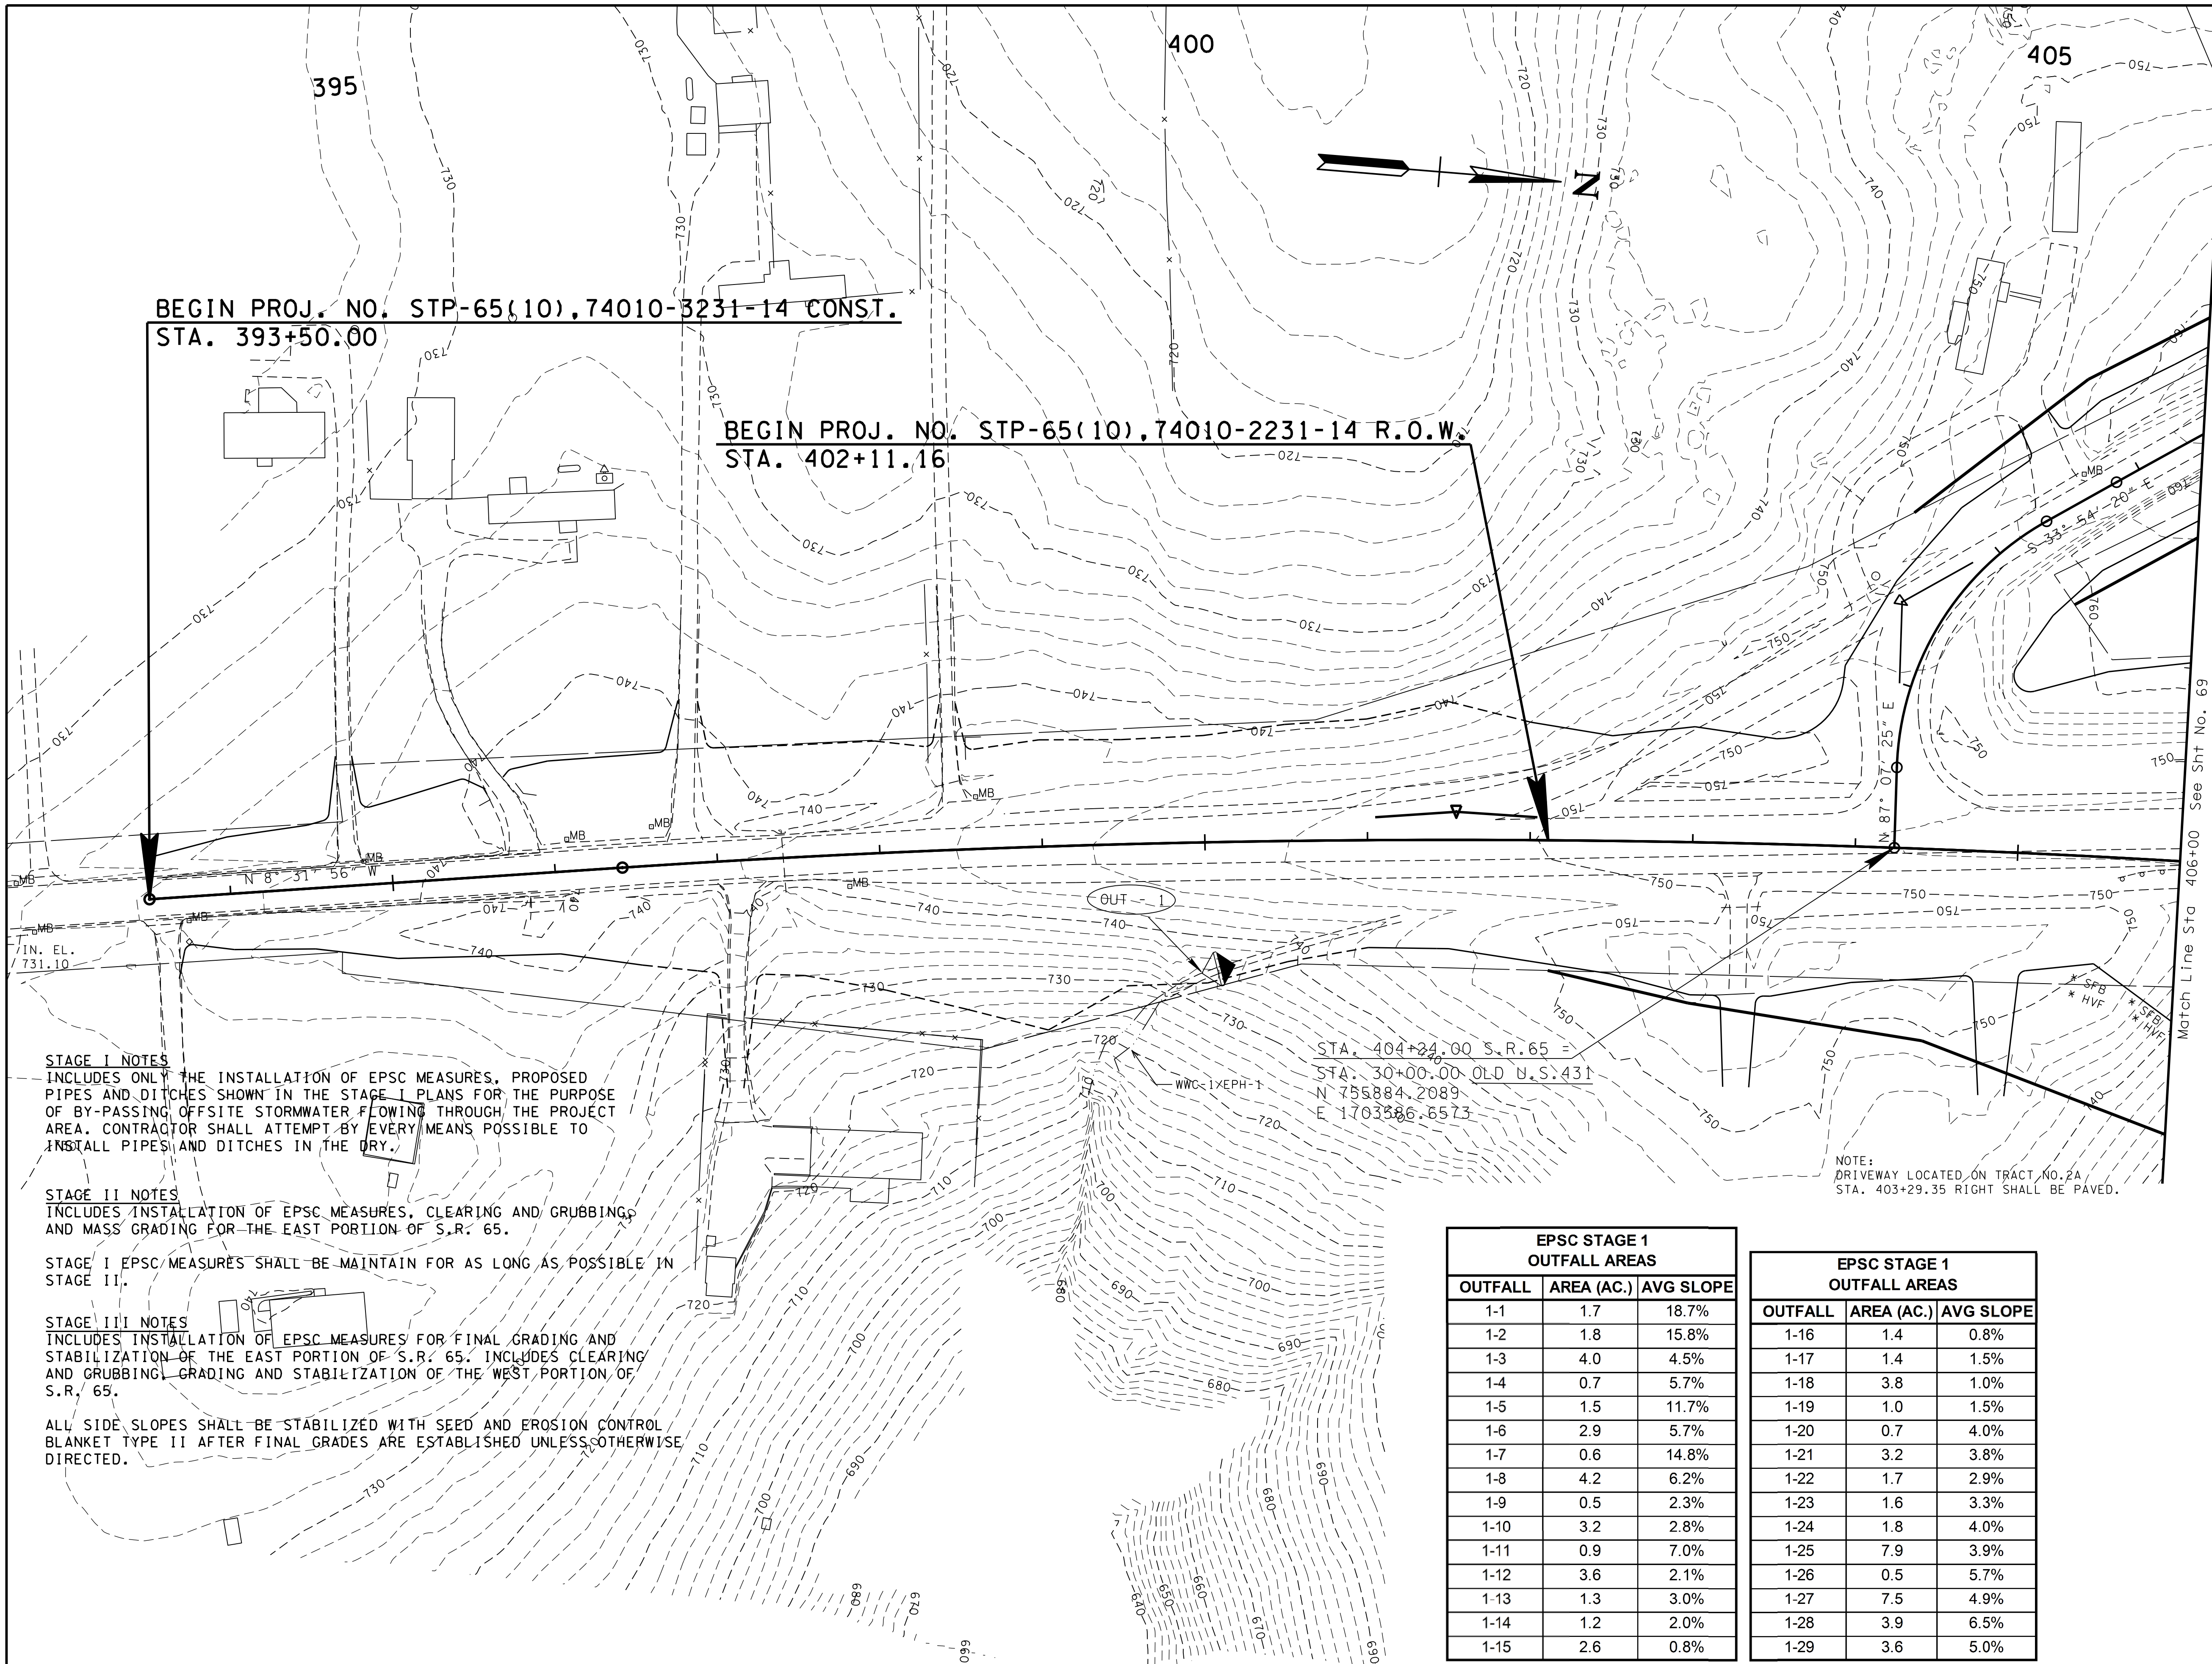 395
400
405
BEGIN PROJ. NO. STP-65(10),74010-3231-14 CONST.
STA. 393+50.00
BEGIN PROJ. NO. STP-65(10),74010-2231-14 R.O.W.
STA. 402+11.16
N
N 8° 31' 56" W
N 87° 07' 25" E
S 33° 54' 20" E
Match Line Sta 406+00 See Sht No. 69
IN. EL.
731.10
OUT - 1
WWC-1/EPH-1
STA. 404+24.00 S.R.65 =
STA. 30+00.00 OLD U.S.431
N 755884.2089
E 1703586.6573
* SFB
* HVF
* SFB
* HVF
MB
MB
MB
MB
MB
MB
MB
MB
MB
NOTE:
DRIVEWAY LOCATED ON TRACT NO.2A
STA. 403+29.35 RIGHT SHALL BE PAVED.
STAGE I NOTES
INCLUDES ONLY THE INSTALLATION OF EPSC MEASURES, PROPOSED
PIPES AND DITCHES SHOWN IN THE STAGE I PLANS FOR THE PURPOSE
OF BY-PASSING OFFSITE STORMWATER FLOWING THROUGH THE PROJECT
AREA. CONTRACTOR SHALL ATTEMPT BY EVERY MEANS POSSIBLE TO
INSTALL PIPES AND DITCHES IN THE DRY.
STAGE II NOTES
INCLUDES INSTALLATION OF EPSC MEASURES, CLEARING AND GRUBBING,
AND MASS GRADING FOR THE EAST PORTION OF S.R. 65.
STAGE I EPSC MEASURES SHALL BE MAINTAIN FOR AS LONG AS POSSIBLE IN
STAGE II.
STAGE III NOTES
INCLUDES INSTALLATION OF EPSC MEASURES FOR FINAL GRADING AND
STABILIZATION OF THE EAST PORTION OF S.R. 65. INCLUDES CLEARING
AND GRUBBING, GRADING AND STABILIZATION OF THE WEST PORTION OF
S.R. 65.
ALL SIDE SLOPES SHALL BE STABILIZED WITH SEED AND EROSION CONTROL
BLANKET TYPE II AFTER FINAL GRADES ARE ESTABLISHED UNLESS OTHERWISE
DIRECTED.
EPSC STAGE 1
OUTFALL AREAS
OUTFALL AREA (AC.) AVG SLOPE
1-1 1.7 18.7%
1-2 1.8 15.8%
1-3 4.0 4.5%
1-4 0.7 5.7%
1-5 1.5 11.7%
1-6 2.9 5.7%
1-7 0.6 14.8%
1-8 4.2 6.2%
1-9 0.5 2.3%
1-10 3.2 2.8%
1-11 0.9 7.0%
1-12 3.6 2.1%
1-13 1.3 3.0%
1-14 1.2 2.0%
1-15 2.6 0.8%
EPSC STAGE 1
OUTFALL AREAS
OUTFALL AREA (AC.) AVG SLOPE
1-16 1.4 0.8%
1-17 1.4 1.5%
1-18 3.8 1.0%
1-19 1.0 1.5%
1-20 0.7 4.0%
1-21 3.2 3.8%
1-22 1.7 2.9%
1-23 1.6 3.3%
1-24 1.8 4.0%
1-25 7.9 3.9%
1-26 0.5 5.7%
1-27 7.5 4.9%
1-28 3.9 6.5%
1-29 3.6 5.0%